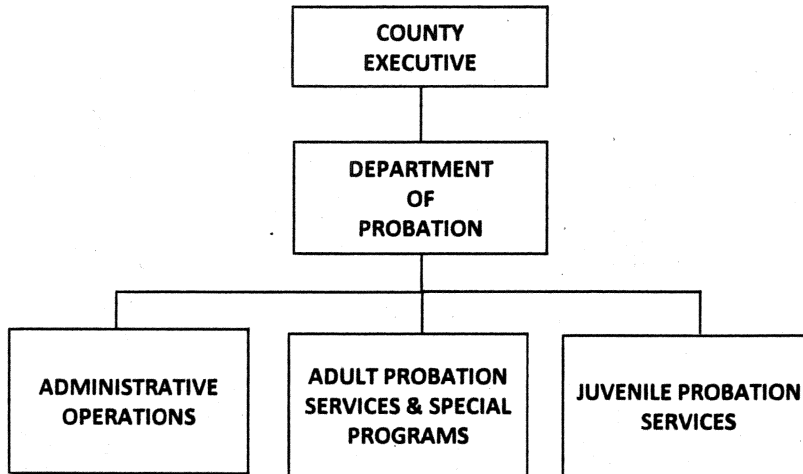 COUNTY
EXECUTIVE
DEPARTMENT
OF
PROBATION
ADMINISTRATIVE
OPERATIONS
ADULT PROBATION
SERVICES & SPECIAL
PROGRAMS
JUVENILE PROBATION
SERVICES